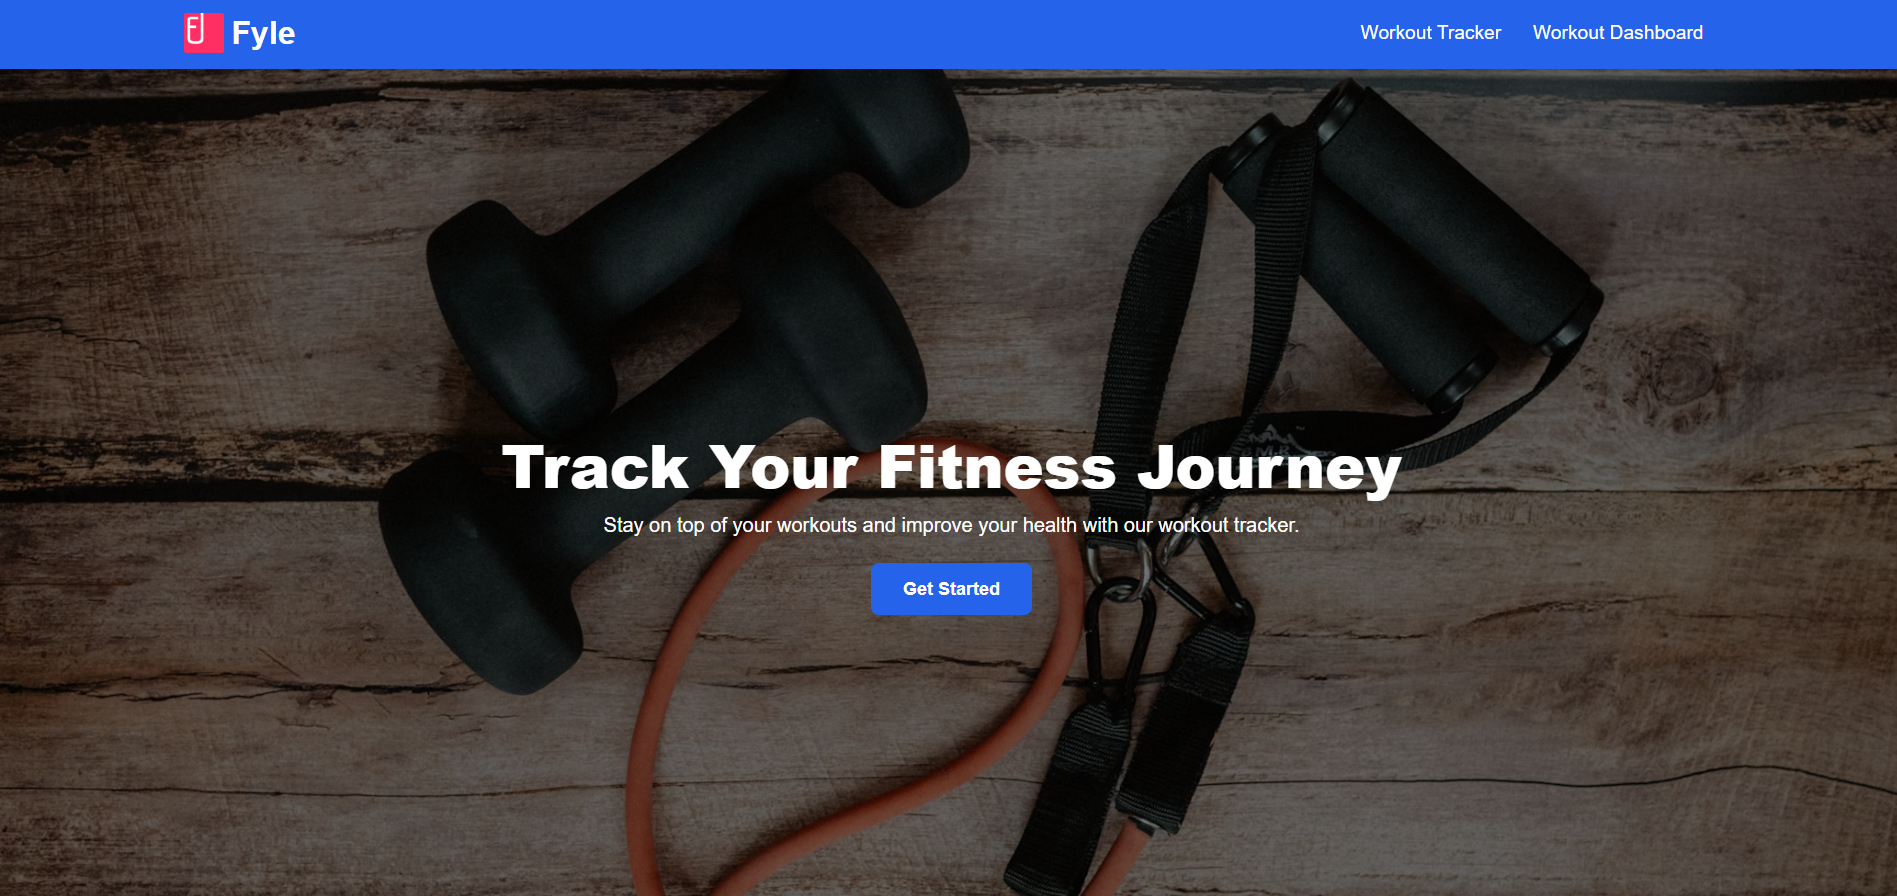 Fyle
Workout Tracker
Workout Dashboard
Track Your Fitness Journey
Stay on top of your workouts and improve your health with our workout tracker.
Get Started